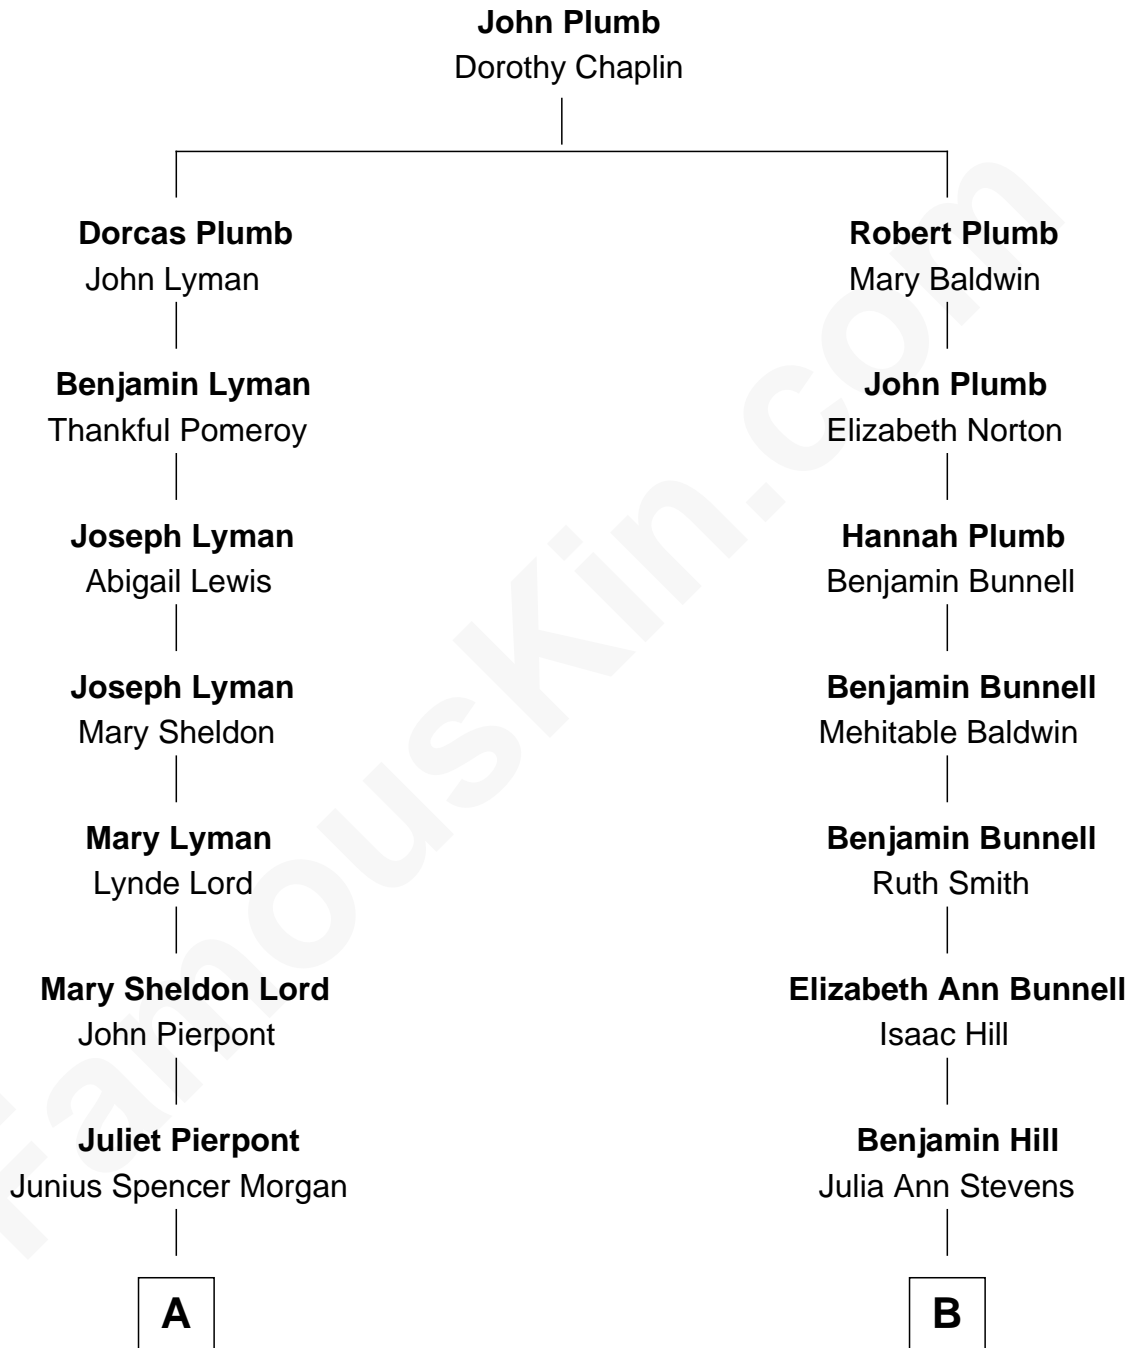 John Plumb
Dorothy Chaplin
Dorcas Plumb
John Lyman
Robert Plumb
Mary Baldwin
Benjamin Lyman
Thankful Pomeroy
John Plumb
Elizabeth Norton
Joseph Lyman
Abigail Lewis
Hannah Plumb
Benjamin Bunnell
Joseph Lyman
Mary Sheldon
Benjamin Bunnell
Mehitable Baldwin
Mary Lyman
Lynde Lord
Benjamin Bunnell
Ruth Smith
Mary Sheldon Lord
John Pierpont
Elizabeth Ann Bunnell
Isaac Hill
Juliet Pierpont
Junius Spencer Morgan
Benjamin Hill
Julia Ann Stevens
A
B
FamousKin.com